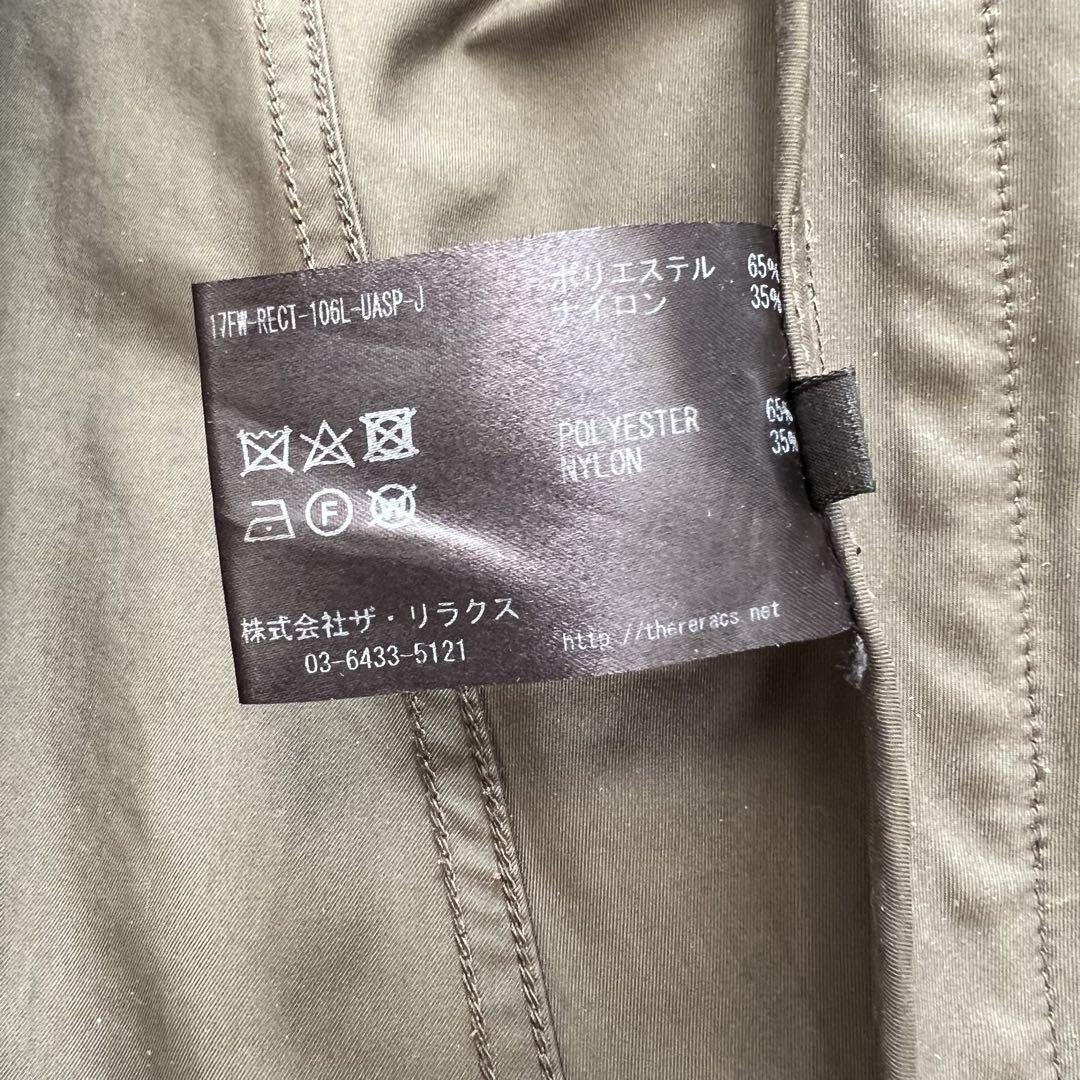 17FW-RECT-106L-UASP-J
ポリエステル 65%
ナイロン 35%
POLYESTER 65%
NYLON 35%
F
W
株式会社ザ・リラクス
03-6433-5121
http://thereracs.net